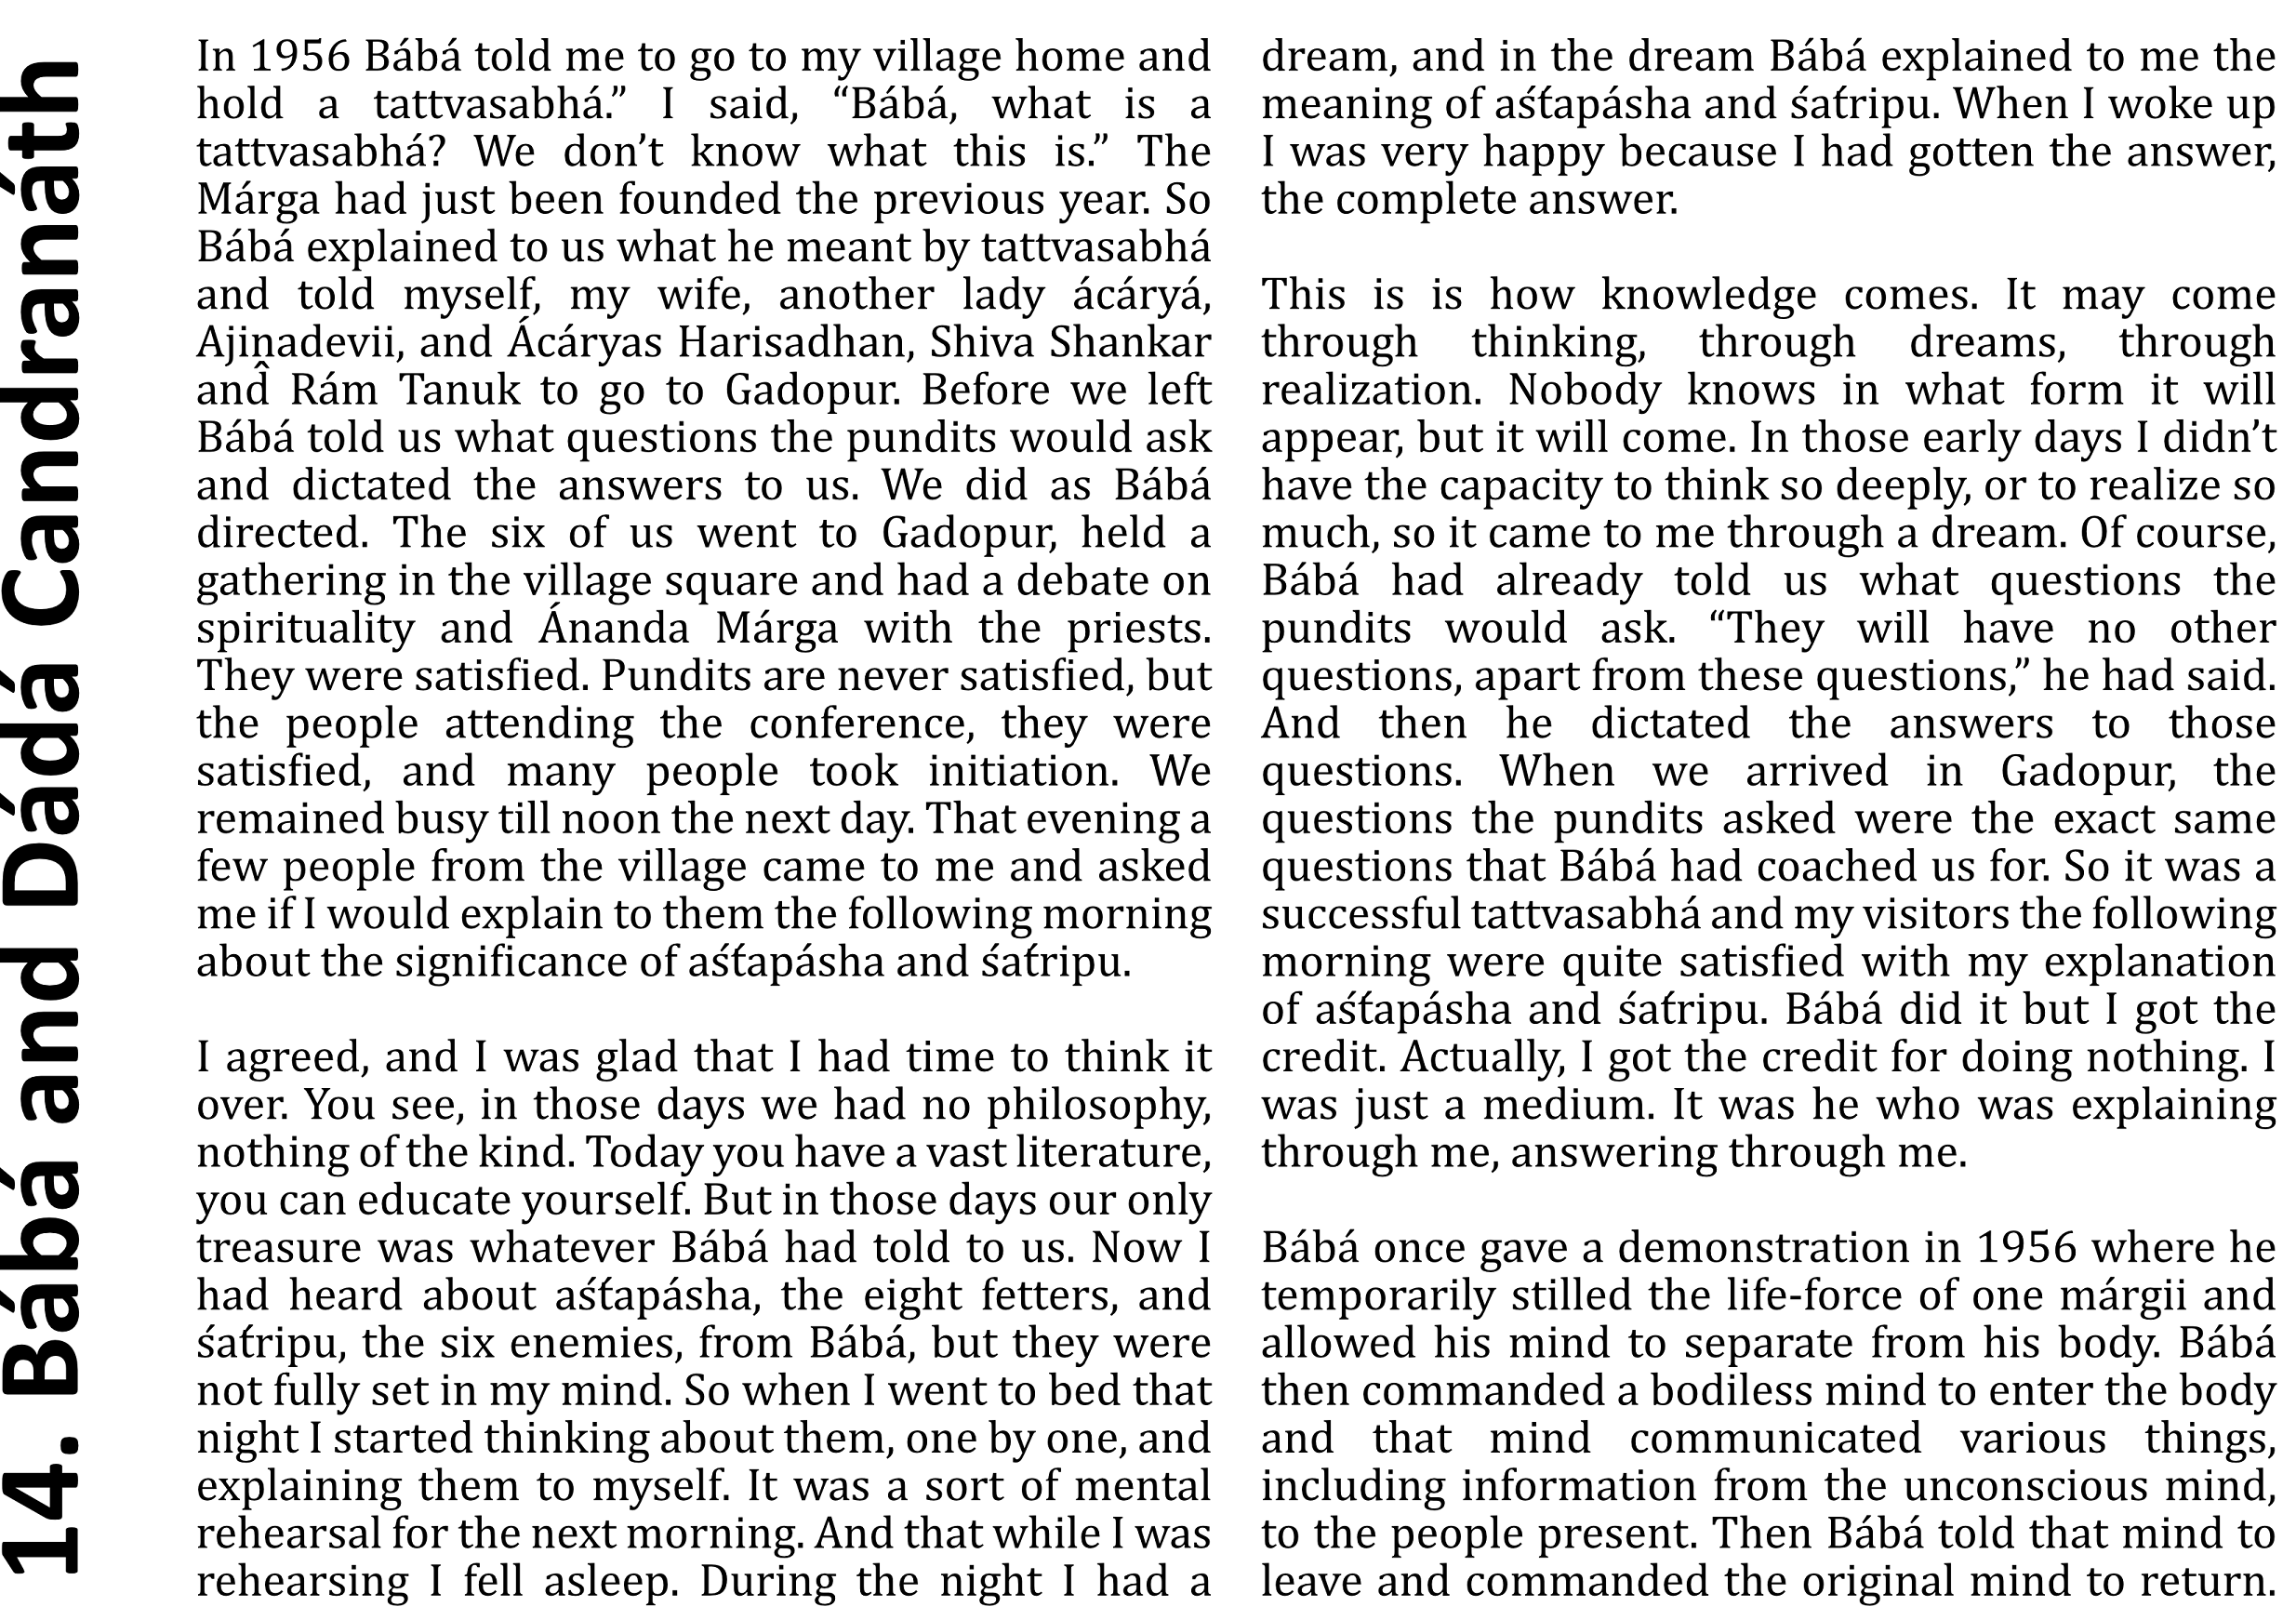 14. Bábá and Dádá Candranáth
In 1956 Bábá told me to go to my village home and
hold a tattvasabhá.” I said, “Bábá, what is a
tattvasabhá? We don’t know what this is.” The
Márga had just been founded the previous year. So
Bábá explained to us what he meant by tattvasabhá
and told myself, my wife, another lady ácáryá,
Ajinadevii, and Ácáryas Harisadhan, Shiva Shankar
and̂ Rám Tanuk to go to Gadopur. Before we left
Bábá told us what questions the pundits would ask
and dictated the answers to us. We did as Bábá
directed. The six of us went to Gadopur, held a
gathering in the village square and had a debate on
spirituality and Ánanda Márga with the priests.
They were satisfied. Pundits are never satisfied, but
the people attending the conference, they were
satisfied, and many people took initiation. We
remained busy till noon the next day. That evening a
few people from the village came to me and asked
me if I would explain to them the following morning
about the significance of aśt́apásha and śat́ripu.

I agreed, and I was glad that I had time to think it
over. You see, in those days we had no philosophy,
nothing of the kind. Today you have a vast literature,
you can educate yourself. But in those days our only
treasure was whatever Bábá had told to us. Now I
had heard about aśt́apásha, the eight fetters, and
śat́ripu, the six enemies, from Bábá, but they were
not fully set in my mind. So when I went to bed that
night I started thinking about them, one by one, and
explaining them to myself. It was a sort of mental
rehearsal for the next morning. And that while I was
rehearsing I fell asleep. During the night I had a
dream, and in the dream Bábá explained to me the
meaning of aśt́apásha and śat́ripu. When I woke up
I was very happy because I had gotten the answer,
the complete answer.

This is is how knowledge comes. It may come
through thinking, through dreams, through
realization. Nobody knows in what form it will
appear, but it will come. In those early days I didn’t
have the capacity to think so deeply, or to realize so
much, so it came to me through a dream. Of course,
Bábá had already told us what questions the
pundits would ask. “They will have no other
questions, apart from these questions,” he had said.
And then he dictated the answers to those
questions. When we arrived in Gadopur, the
questions the pundits asked were the exact same
questions that Bábá had coached us for. So it was a
successful tattvasabhá and my visitors the following
morning were quite satisfied with my explanation
of aśt́apásha and śat́ripu. Bábá did it but I got the
credit. Actually, I got the credit for doing nothing. I
was just a medium. It was he who was explaining
through me, answering through me.

Bábá once gave a demonstration in 1956 where he
temporarily stilled the life-force of one márgii and
allowed his mind to separate from his body. Bábá
then commanded a bodiless mind to enter the body
and that mind communicated various things,
including information from the unconscious mind,
to the people present. Then Bábá told that mind to
leave and commanded the original mind to return.